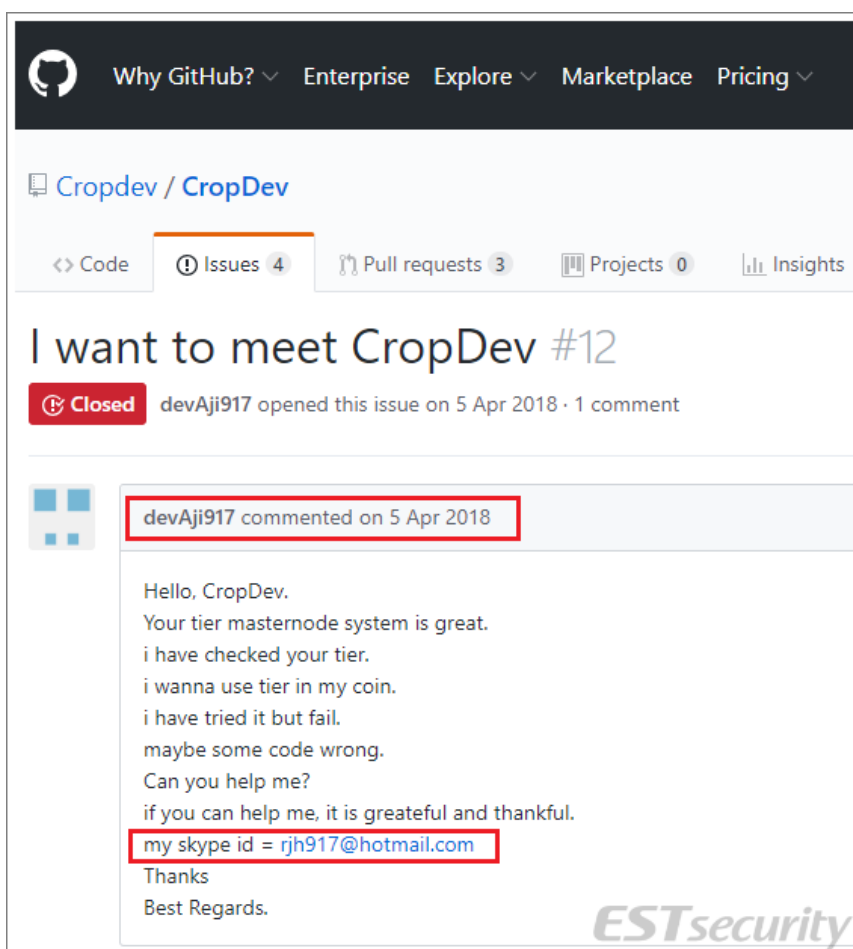 Why GitHub? Enterprise Explore Marketplace Pricing
Cropdev / CropDev
Code Issues 4 Pull requests 3 Projects 0 Insights
I want to meet CropDev #12
Closed devAji917 opened this issue on 5 Apr 2018 · 1 comment
devAji917 commented on 5 Apr 2018
Hello, CropDev.
Your tier masternode system is great.
i have checked your tier.
i wanna use tier in my coin.
i have tried it but fail.
maybe some code wrong.
Can you help me?
if you can help me, it is greateful and thankful.
my skype id = rjh917@hotmail.com
Thanks
Best Regards.
ESTsecurity